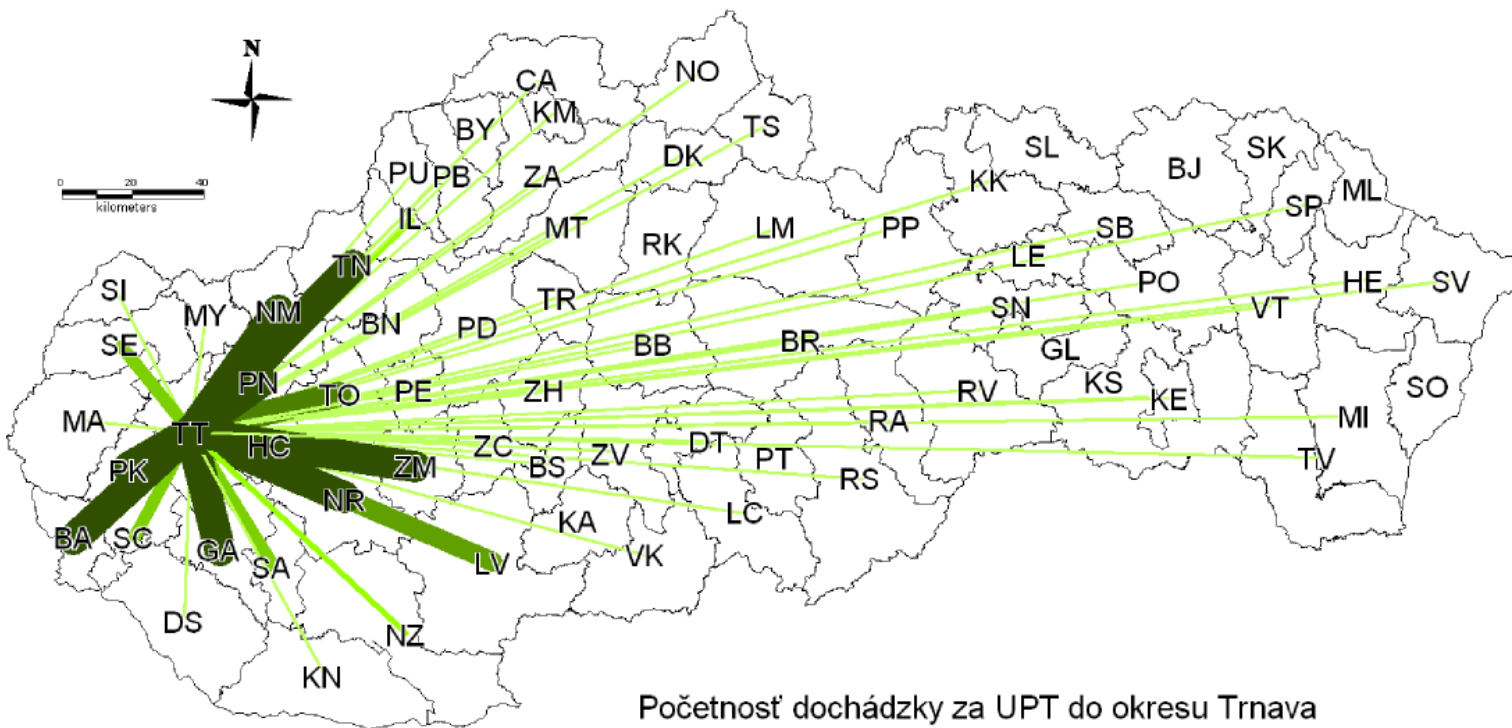 N
CA
NO
KM
BY
TS
SL
SK
DK
BJ
PU
PB
ZA
KK
ML
0 20 40
kilometers
IL
MT
LM
PP
SB
SP
RK
TN
LE
SI
MY
NM
TR
PO
HE
SV
SN
VT
BN
PD
SE
BB
BR
GL
PN
TO
PE
ZH
RV
KS
KE
SO
MA
TT
HC
RA
MI
ZC
DT
PK
ZM
BS
ZV
PT
TV
RS
NR
KA
LC
BA
SC
GA
SA
LV
VK
DS
NZ
KN
Početnosť dochádzky za UPT do okresu Trnava